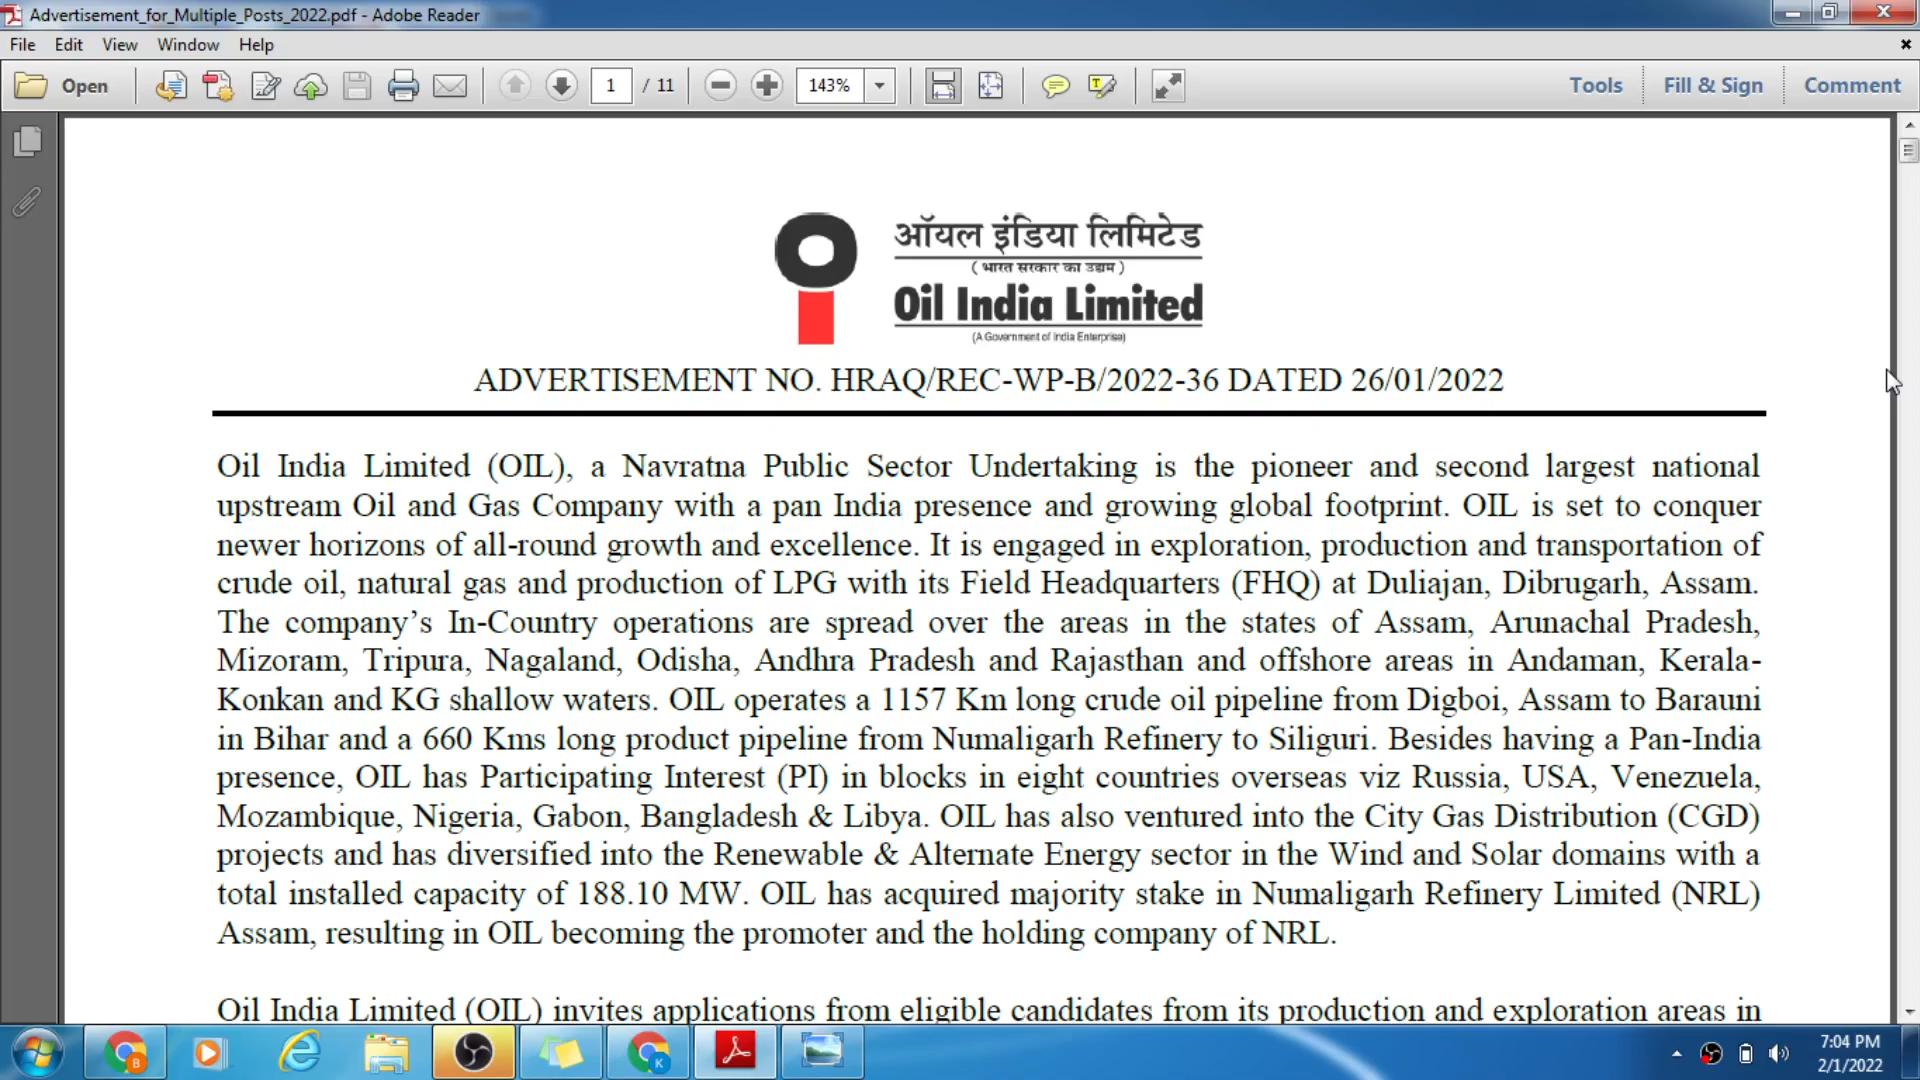 Advertisement_for_Multiple_Posts_2022.pdf - Adobe Reader
File Edit View Window Help
Open 1 / 11 143% Tools Fill & Sign Comment
ऑयल इंडिया लिमिटेड
( भारत सरकार का उद्यम )
Oil India Limited
(A Government of India Enterprise)
ADVERTISEMENT NO. HRAQ/REC-WP-B/2022-36 DATED 26/01/2022
Oil India Limited (OIL), a Navratna Public Sector Undertaking is the pioneer and second largest national
upstream Oil and Gas Company with a pan India presence and growing global footprint. OIL is set to conquer
newer horizons of all-round growth and excellence. It is engaged in exploration, production and transportation of
crude oil, natural gas and production of LPG with its Field Headquarters (FHQ) at Duliajan, Dibrugarh, Assam.
The company’s In-Country operations are spread over the areas in the states of Assam, Arunachal Pradesh,
Mizoram, Tripura, Nagaland, Odisha, Andhra Pradesh and Rajasthan and offshore areas in Andaman, Kerala-
Konkan and KG shallow waters. OIL operates a 1157 Km long crude oil pipeline from Digboi, Assam to Barauni
in Bihar and a 660 Kms long product pipeline from Numaligarh Refinery to Siliguri. Besides having a Pan-India
presence, OIL has Participating Interest (PI) in blocks in eight countries overseas viz Russia, USA, Venezuela,
Mozambique, Nigeria, Gabon, Bangladesh & Libya. OIL has also ventured into the City Gas Distribution (CGD)
projects and has diversified into the Renewable & Alternate Energy sector in the Wind and Solar domains with a
total installed capacity of 188.10 MW. OIL has acquired majority stake in Numaligarh Refinery Limited (NRL)
Assam, resulting in OIL becoming the promoter and the holding company of NRL.
Oil India Limited (OIL) invites applications from eligible candidates from its production and exploration areas in
7:04 PM
2/1/2022